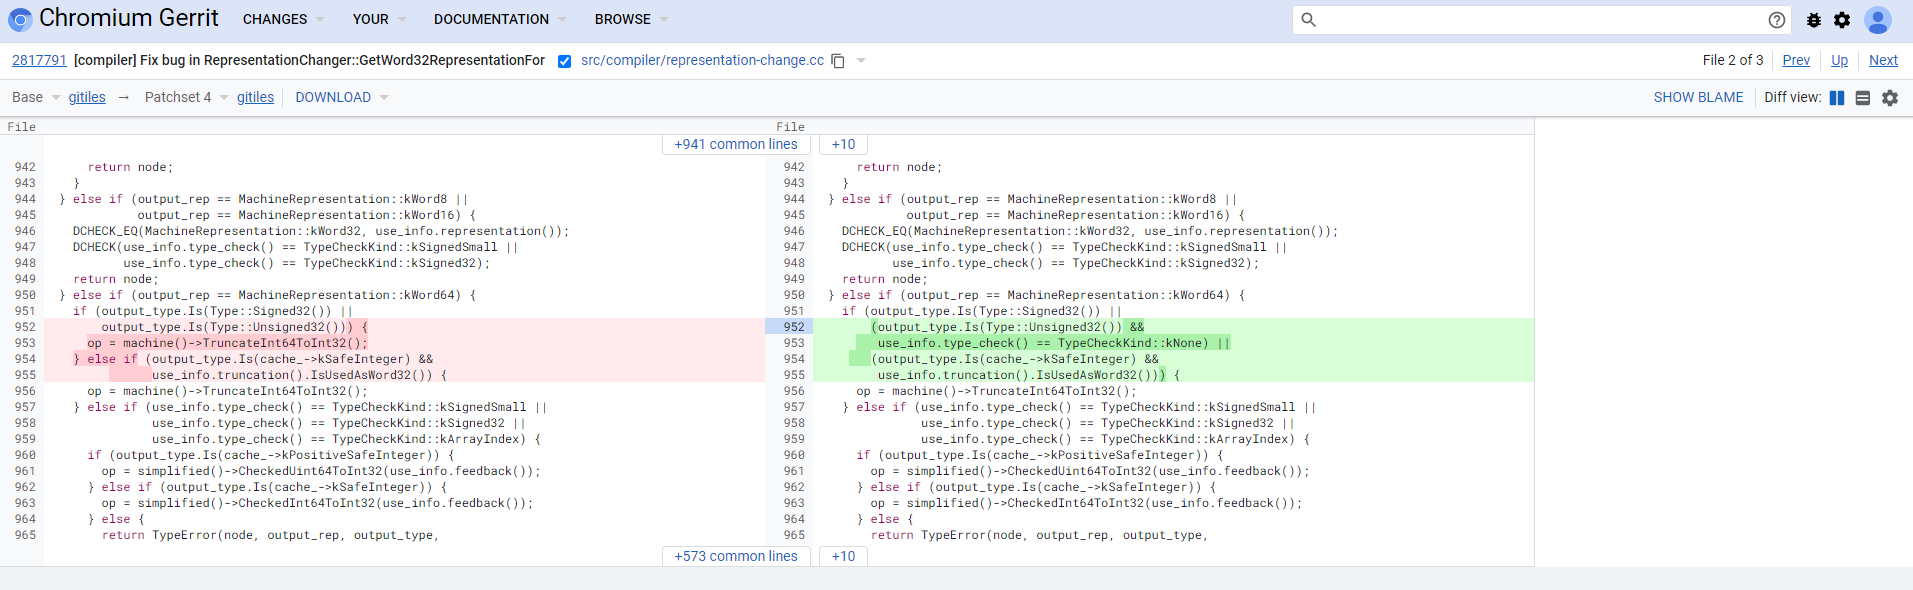 Chromium Gerrit CHANGES YOUR DOCUMENTATION BROWSE
2817791 [compiler] Fix bug in RepresentationChanger::GetWord32RepresentationFor src/compiler/representation-change.cc File 2 of 3 Prev Up Next
Base gitiles → Patchset 4 gitiles DOWNLOAD SHOW BLAME Diff view:
File File
+941 common lines +10
942 return node; 942 return node;
943 } 943 }
944 } else if (output_rep == MachineRepresentation::kWord8 || 944 } else if (output_rep == MachineRepresentation::kWord8 ||
945 output_rep == MachineRepresentation::kWord16) { 945 output_rep == MachineRepresentation::kWord16) {
946 DCHECK_EQ(MachineRepresentation::kWord32, use_info.representation()); 946 DCHECK_EQ(MachineRepresentation::kWord32, use_info.representation());
947 DCHECK(use_info.type_check() == TypeCheckKind::kSignedSmall || 947 DCHECK(use_info.type_check() == TypeCheckKind::kSignedSmall ||
948 use_info.type_check() == TypeCheckKind::kSigned32); 948 use_info.type_check() == TypeCheckKind::kSigned32);
949 return node; 949 return node;
950 } else if (output_rep == MachineRepresentation::kWord64) { 950 } else if (output_rep == MachineRepresentation::kWord64) {
951 if (output_type.Is(Type::Signed32()) || 951 if (output_type.Is(Type::Signed32()) ||
952 output_type.Is(Type::Unsigned32())) { 952 (output_type.Is(Type::Unsigned32()) &&
953 op = machine()->TruncateInt64ToInt32(); 953 use_info.type_check() == TypeCheckKind::kNone) ||
954 } else if (output_type.Is(cache_->kSafeInteger) && 954 (output_type.Is(cache_->kSafeInteger) &&
955 use_info.truncation().IsUsedAsWord32()) { 955 use_info.truncation().IsUsedAsWord32())) {
956 op = machine()->TruncateInt64ToInt32(); 956 op = machine()->TruncateInt64ToInt32();
957 } else if (use_info.type_check() == TypeCheckKind::kSignedSmall || 957 } else if (use_info.type_check() == TypeCheckKind::kSignedSmall ||
958 use_info.type_check() == TypeCheckKind::kSigned32 || 958 use_info.type_check() == TypeCheckKind::kSigned32 ||
959 use_info.type_check() == TypeCheckKind::kArrayIndex) { 959 use_info.type_check() == TypeCheckKind::kArrayIndex) {
960 if (output_type.Is(cache_->kPositiveSafeInteger)) { 960 if (output_type.Is(cache_->kPositiveSafeInteger)) {
961 op = simplified()->CheckedUint64ToInt32(use_info.feedback()); 961 op = simplified()->CheckedUint64ToInt32(use_info.feedback());
962 } else if (output_type.Is(cache_->kSafeInteger)) { 962 } else if (output_type.Is(cache_->kSafeInteger)) {
963 op = simplified()->CheckedInt64ToInt32(use_info.feedback()); 963 op = simplified()->CheckedInt64ToInt32(use_info.feedback());
964 } else { 964 } else {
965 return TypeError(node, output_rep, output_type, 965 return TypeError(node, output_rep, output_type,
+573 common lines +10